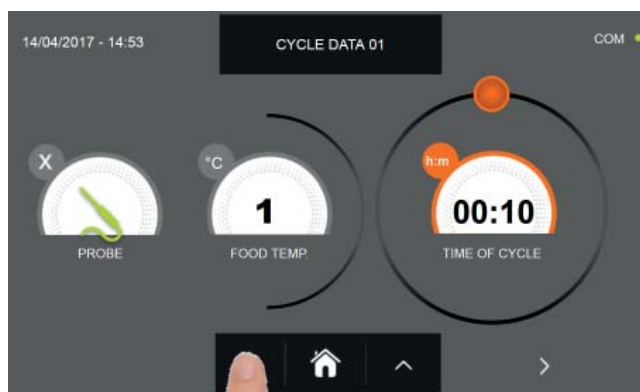 14/04/2017 - 14:53
CYCLE DATA 01
COM
X
°C
h:m
1
00:10
PROBE
FOOD TEMP.
TIME OF CYCLE